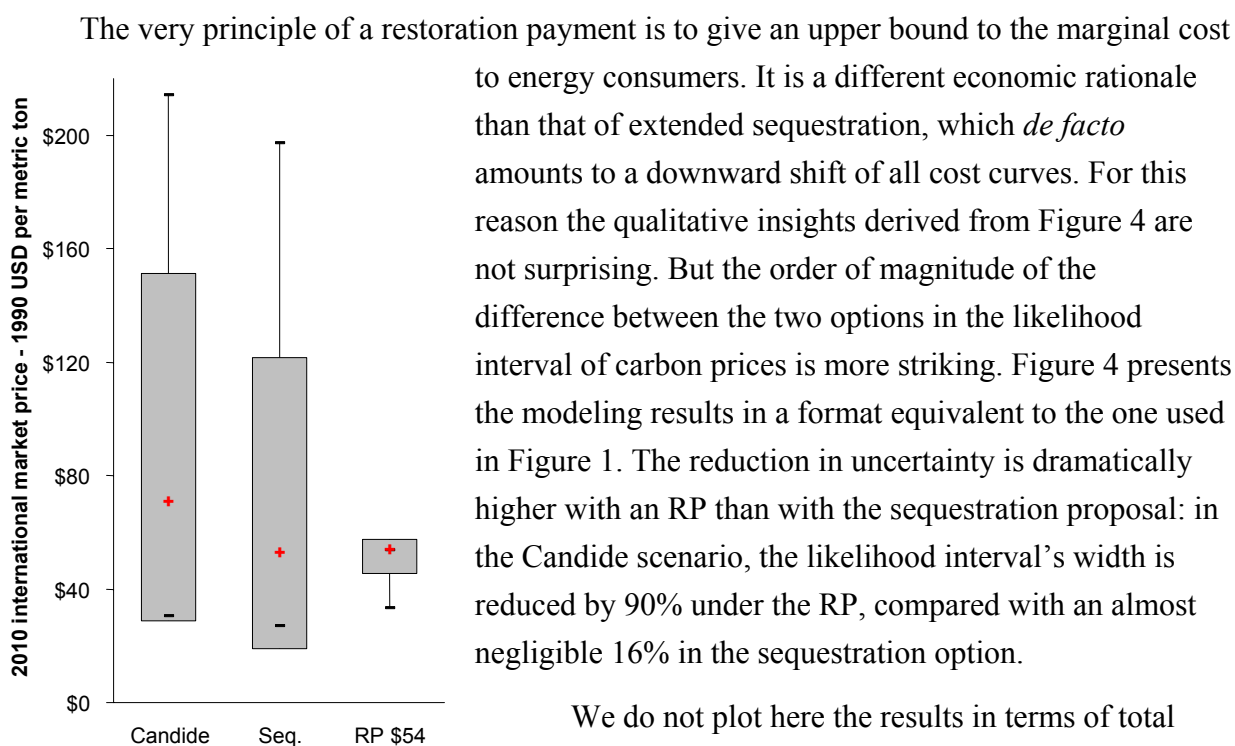 The very principle of a restoration payment is to give an upper bound to the marginal cost
to energy consumers. It is a different economic rationale
than that of extended sequestration, which de facto
amounts to a downward shift of all cost curves. For this
reason the qualitative insights derived from Figure 4 are
not surprising. But the order of magnitude of the
difference between the two options in the likelihood
interval of carbon prices is more striking. Figure 4 presents
the modeling results in a format equivalent to the one used
in Figure 1. The reduction in uncertainty is dramatically
higher with an RP than with the sequestration proposal: in
the Candide scenario, the likelihood interval’s width is
reduced by 90% under the RP, compared with an almost
negligible 16% in the sequestration option.
We do not plot here the results in terms of total
2010 international market price - 1990 USD per metric ton
$200
$160
$120
$80
$40
$0
Candide
Seq.
RP $54